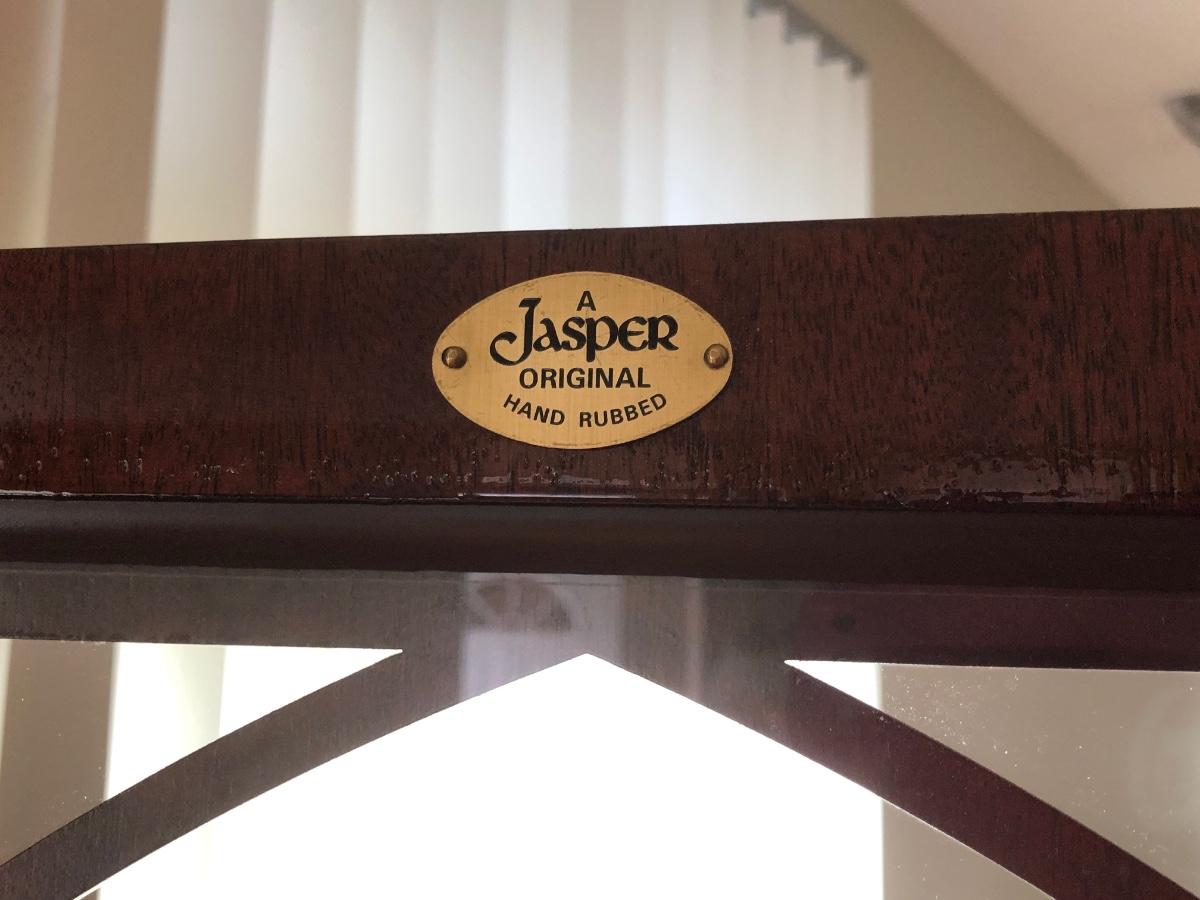 A
Jasper
ORIGINAL
HAND RUBBED